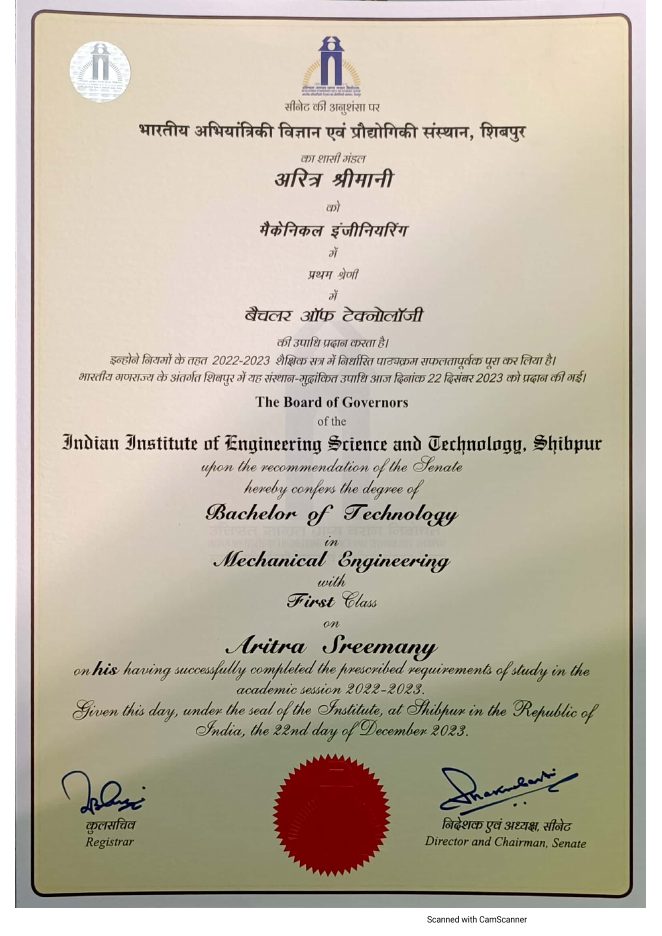 सीनेट की अनुशंसा पर
भारतीय अभियांत्रिकी विज्ञान एवं प्रौद्योगिकी संस्थान, शिबपुर
का शासी मंडल
अरित्र श्रीमानी
को
मैकेनिकल इंजीनियरिंग
में
प्रथम श्रेणी
में
बैचलर ऑफ टेक्नोलॉजी
की उपाधि प्रदान करता है।
इन्होने नियमों के तहत 2022-2023 शैक्षिक सत्र में निर्धारित पाठ्यक्रम सफलतापूर्वक पूरा कर लिया है।
भारतीय गणराज्य के अंतर्गत शिबपुर में यह संस्थान-मुद्रांकित उपाधि आज दिनांक 22 दिसंबर 2023 को प्रदान की गई।
The Board of Governors
of the
Indian Institute of Engineering Science and Technology, Shibpur
upon the recommendation of the Senate
hereby confers the degree of
Bachelor of Technology
in
Mechanical Engineering
with
First Class
on
Aritra Sreemany
on his having successfully completed the prescribed requirements of study in the
academic session 2022-2023.
Given this day, under the seal of the Institute, at Shibpur in the Republic of
India, the 22nd day of December 2023.
कुलसचिव
Registrar
निदेशक एवं अध्यक्ष, सीनेट
Director and Chairman, Senate
Scanned with CamScanner